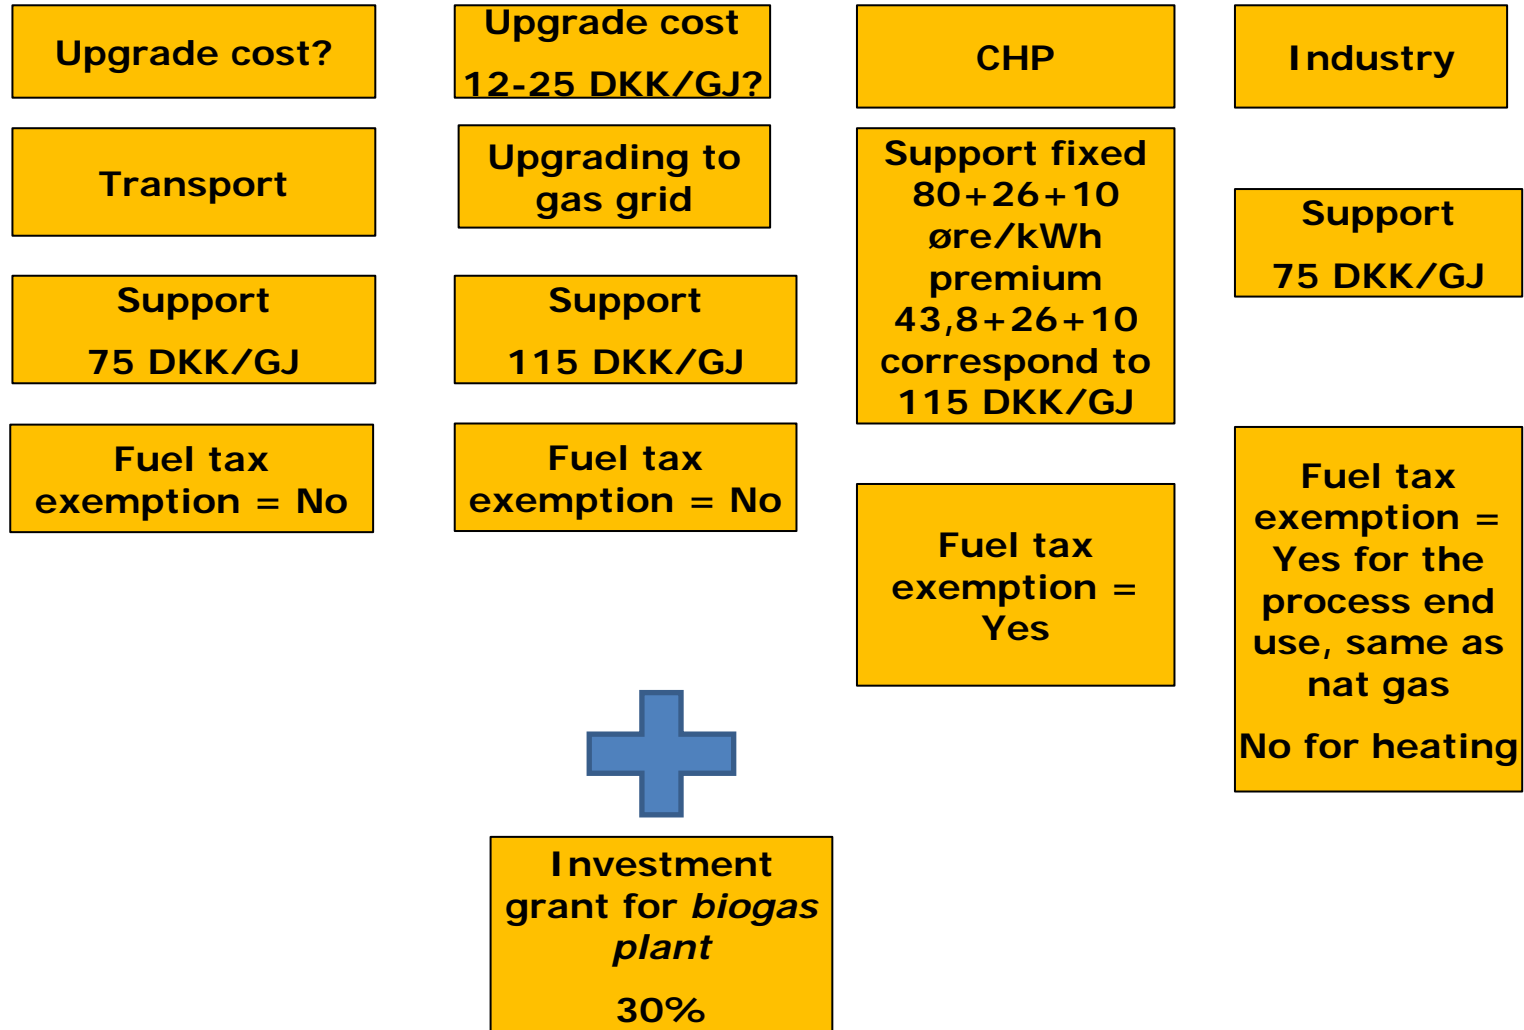 Upgrade cost?
Transport
Support
75 DKK/GJ
Fuel tax
exemption = No
Upgrade cost
12-25 DKK/GJ?
Upgrading to
gas grid
Support
115 DKK/GJ
Fuel tax
exemption = No
CHP
Support fixed
80+26+10
øre/kWh
premium
43,8+26+10
correspond to
115 DKK/GJ
Fuel tax
exemption =
Yes
Industry
Support
75 DKK/GJ
Fuel tax
exemption =
Yes for the
process end
use, same as
nat gas
No for heating
Investment
grant for biogas
plant
30%